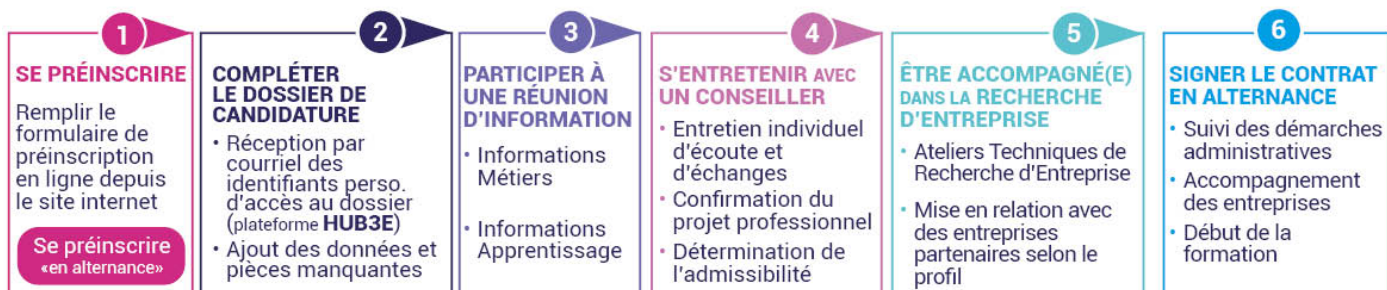 1
SE PRÉINSCRIRE
Remplir le
formulaire de
préinscription
en ligne depuis
le site internet
Se préinscrire
«en alternance»
2
COMPLÉTER
LE DOSSIER DE
CANDIDATURE
• Réception par
courriel des
identifiants perso.
d'accès au dossier
(plateforme HUB3E)
• Ajout des données et
pièces manquantes
3
PARTICIPER À
UNE RÉUNION
D'INFORMATION
• Informations
Métiers
• Informations
Apprentissage
4
S'ENTRETENIR AVEC
UN CONSEILLER
• Entretien individuel
d'écoute et
d'échanges
• Confirmation du
projet professionnel
• Détermination de
l'admissibilité
5
ÊTRE ACCOMPAGNÉ(E)
DANS LA RECHERCHE
D'ENTREPRISE
• Ateliers Techniques de
Recherche d'Entreprise
• Mise en relation avec
des entreprises
partenaires selon le
profil
6
SIGNER LE CONTRAT
EN ALTERNANCE
• Suivi des démarches
administratives
• Accompagnement
des entreprises
• Début de la
formation